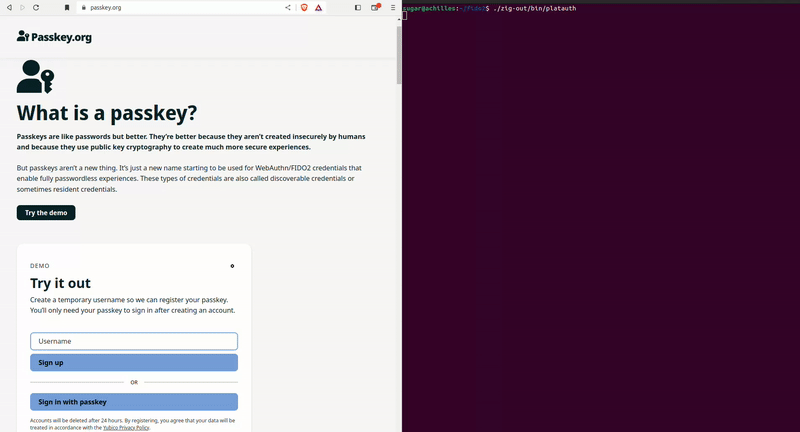 passkey.org
Passkey.org
What is a passkey?
Passkeys are like passwords but better. They're better because they aren't created insecurely by humans
and because they use public key cryptography to create much more secure experiences.
But passkeys aren't a new thing. It's just a new name starting to be used for WebAuthn/FIDO2 credentials that
enable fully passwordless experiences. These types of credentials are also called discoverable credentials or
sometimes resident credentials.
Try the demo
DEMO
Try it out
Create a temporary username so we can register your passkey.
You'll only need your passkey to sign in after creating an account.
Username
Sign up
OR
Sign in with passkey
Accounts will be deleted after 24 hours. By registering, you agree that your data will be
treated in accordance with the Yubico Privacy Policy.
sugar@achilles: $ ./zig-out/bin/platauth